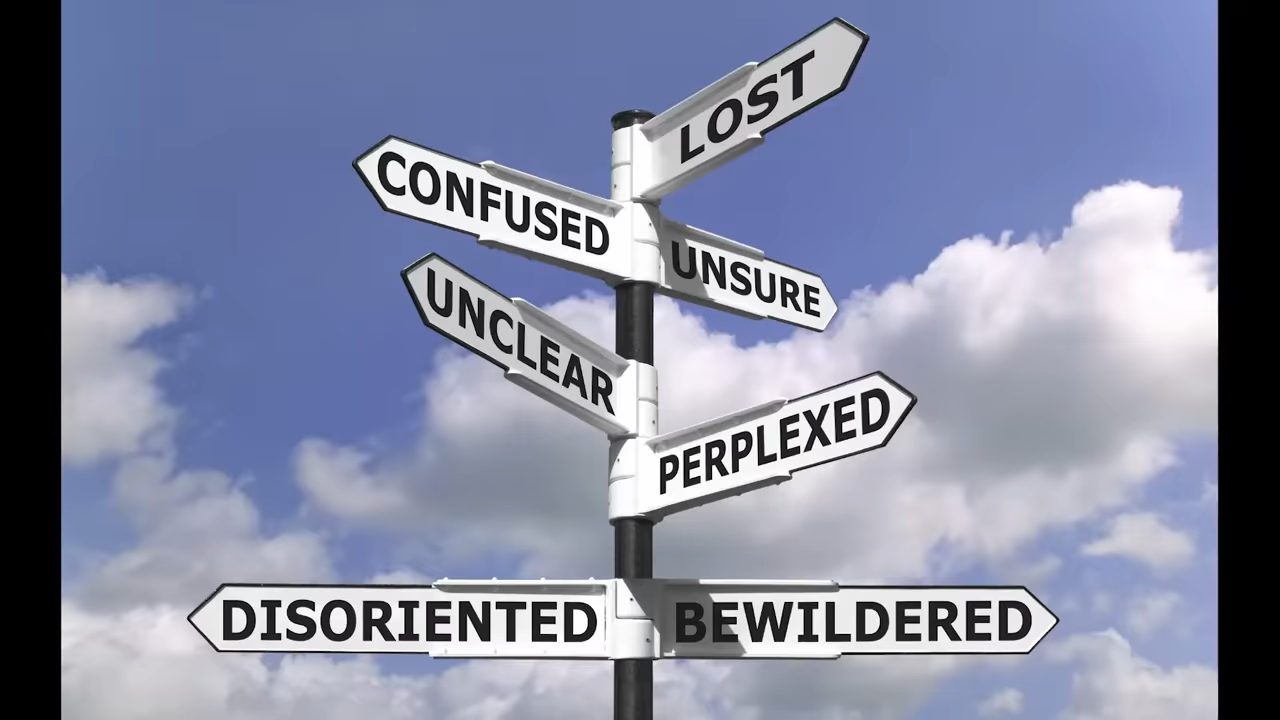 LOST
CONFUSED
UNSURE
UNCLEAR
PERPLEXED
DISORIENTED
BEWILDERED